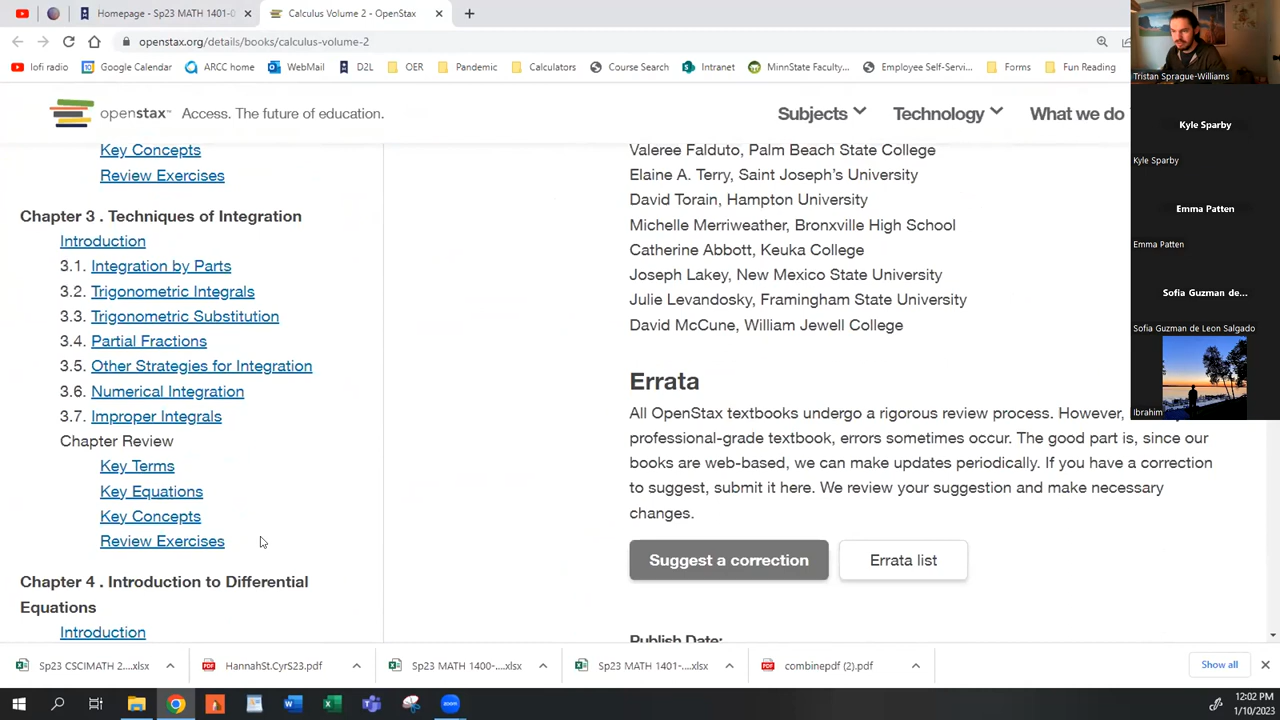 Homepage - Sp23 MATH 1401-0
Calculus Volume 2 - OpenStax
openstax.org/details/books/calculus-volume-2
lofi radio
Google Calendar
ARCC home
WebMail
D2L
OER
Pandemic
Calculators
Course Search
Intranet
MinnState Faculty...
Employee Self-Servi...
Forms
Fun Reading
openstax™ Access. The future of education.
Subjects
Technology
What we do
Key Concepts
Review Exercises
Chapter 3 . Techniques of Integration
Introduction
3.1. Integration by Parts
3.2. Trigonometric Integrals
3.3. Trigonometric Substitution
3.4. Partial Fractions
3.5. Other Strategies for Integration
3.6. Numerical Integration
3.7. Improper Integrals
Chapter Review
Key Terms
Key Equations
Key Concepts
Review Exercises
Chapter 4 . Introduction to Differential
Equations
Introduction
Valeree Falduto, Palm Beach State College
Elaine A. Terry, Saint Joseph's University
David Torain, Hampton University
Michelle Merriweather, Bronxville High School
Catherine Abbott, Keuka College
Joseph Lakey, New Mexico State University
Julie Levandosky, Framingham State University
David McCune, William Jewell College
Errata
All OpenStax textbooks undergo a rigorous review process. However,
professional-grade textbook, errors sometimes occur. The good part is, since our
books are web-based, we can make updates periodically. If you have a correction
to suggest, submit it here. We review your suggestion and make necessary
changes.
Suggest a correction
Errata list
Publish Date:
Tristan Sprague-Williams
Kyle Sparby
Kyle Sparby
Emma Patten
Emma Patten
Sofia Guzman de...
Sofia Guzman de Leon Salgado
Ibrahim
Sp23 CSCIMATH 2....xlsx
HannahSt.CyrS23.pdf
Sp23 MATH 1400-....xlsx
Sp23 MATH 1401-....xlsx
combinepdf (2).pdf
Show all
12:02 PM
1/10/2023